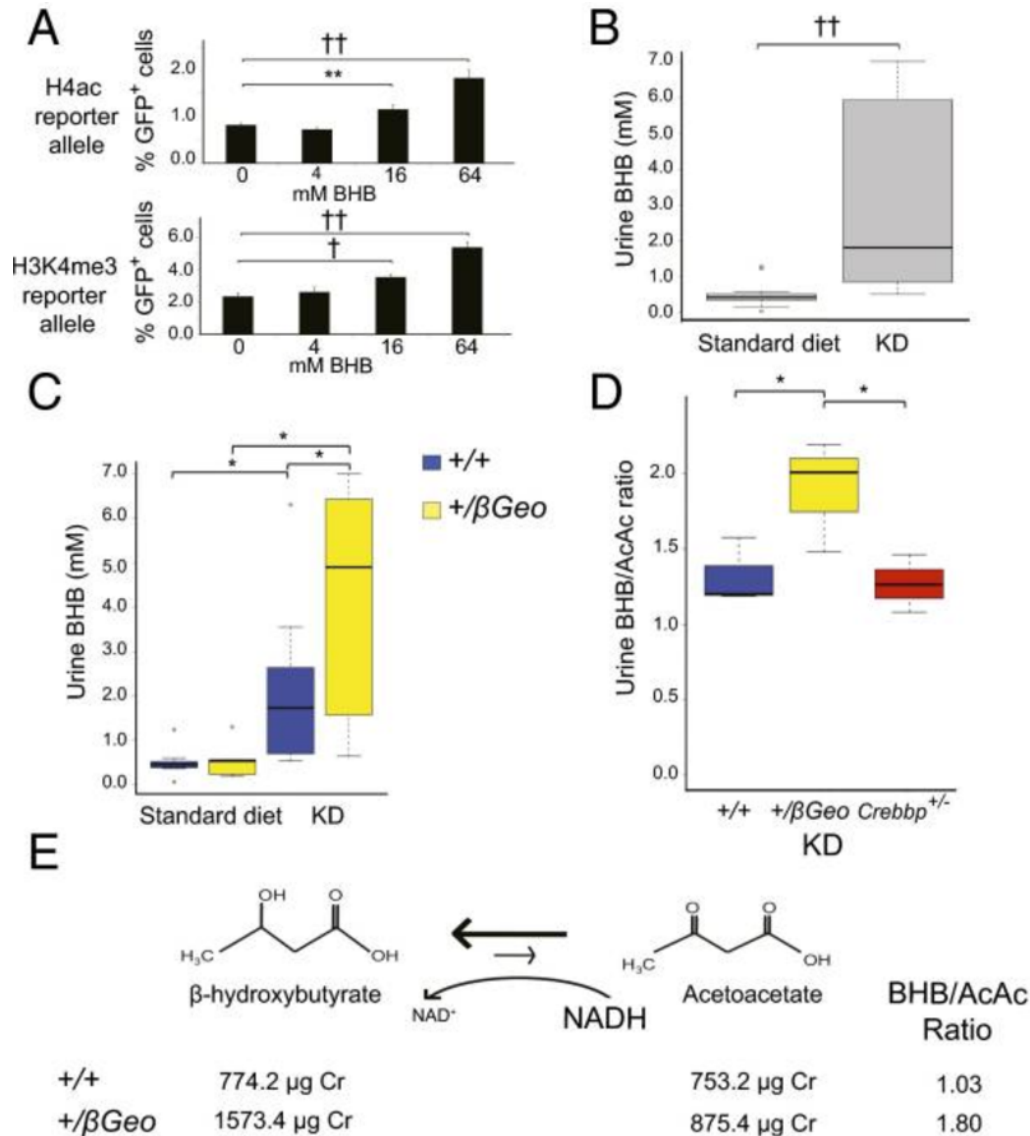 A
H4ac
reporter
allele
% GFP+ cells
2.0
1.0
0.0
††
**
0 4 16 64
mM BHB
H3K4me3
reporter
allele
% GFP+ cells
6.0
4.0
2.0
0.0
††
†
0 4 16 64
mM BHB
B
††
Urine BHB (mM)
7.0
6.0
5.0
4.0
3.0
2.0
1.0
0.0
Standard diet KD
C
Urine BHB (mM)
7.0
6.0
5.0
4.0
3.0
2.0
1.0
0.0
*
*
*
+/+
+/βGeo
Standard diet KD
D
Urine BHB/AcAc ratio
2.0
1.5
1.0
0.5
0.0
*
*
+/+ +/βGeo Crebbp+/-
KD
E
OH O
H₃C OH
β-hydroxybutyrate
NAD+
NADH
O O
H₃C OH
Acetoacetate
BHB/AcAc
Ratio
+/+ 774.2 µg Cr 753.2 µg Cr 1.03
+/βGeo 1573.4 µg Cr 875.4 µg Cr 1.80